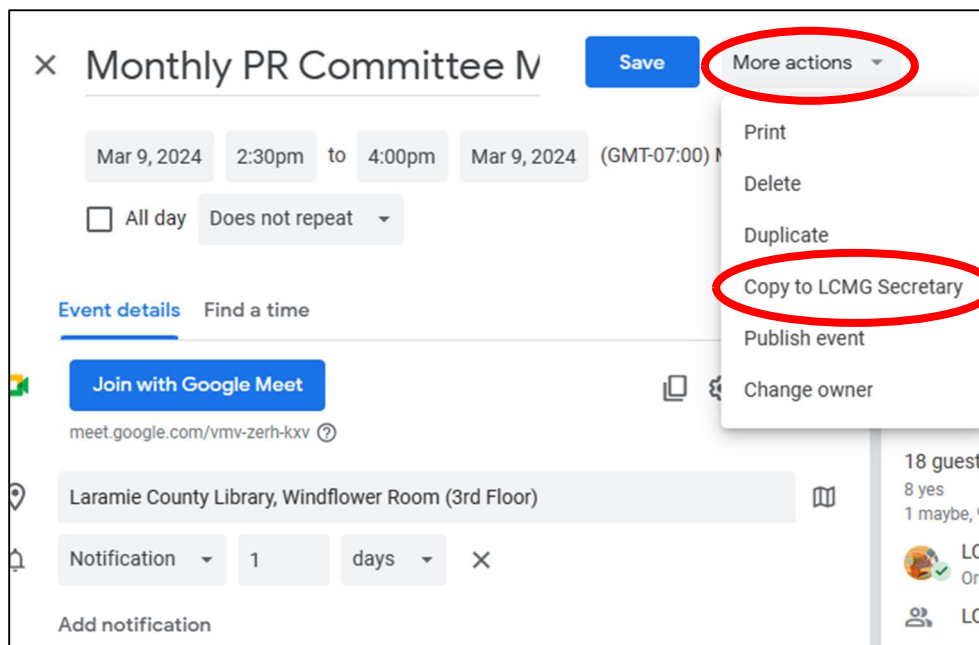 Monthly PR Committee M
Save
More actions
Mar 9, 2024 2:30pm to 4:00pm Mar 9, 2024 (GMT-07:00)
All day Does not repeat
Print
Delete
Duplicate
Copy to LCMG Secretary
Publish event
Change owner
Event details Find a time
Join with Google Meet
meet.google.com/vmv-zerh-kxv
Laramie County Library, Windflower Room (3rd Floor)
Notification 1 days
Add notification
18 guest
8 yes
1 maybe,
LC
Or
LC